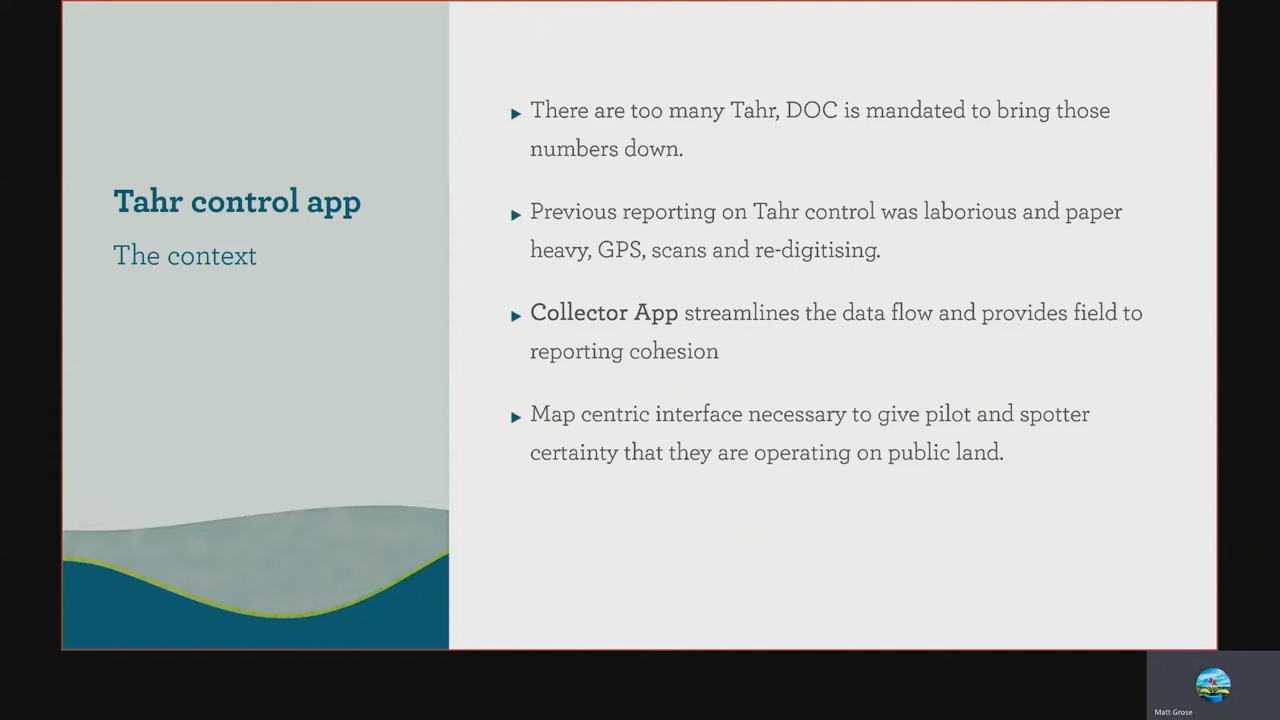 Tahr control app
The context
There are too many Tahr, DOC is mandated to bring those
numbers down.
Previous reporting on Tahr control was laborious and paper
heavy, GPS, scans and re-digitising.
Collector App streamlines the data flow and provides field to
reporting cohesion
Map centric interface necessary to give pilot and spotter
certainty that they are operating on public land.
Matt Grose